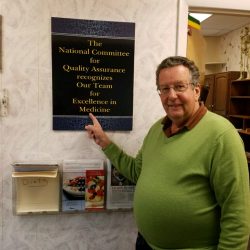 The
National Committee
for
Quality Assurance
recognizes
Our Team
for
Excellence in
Medicine